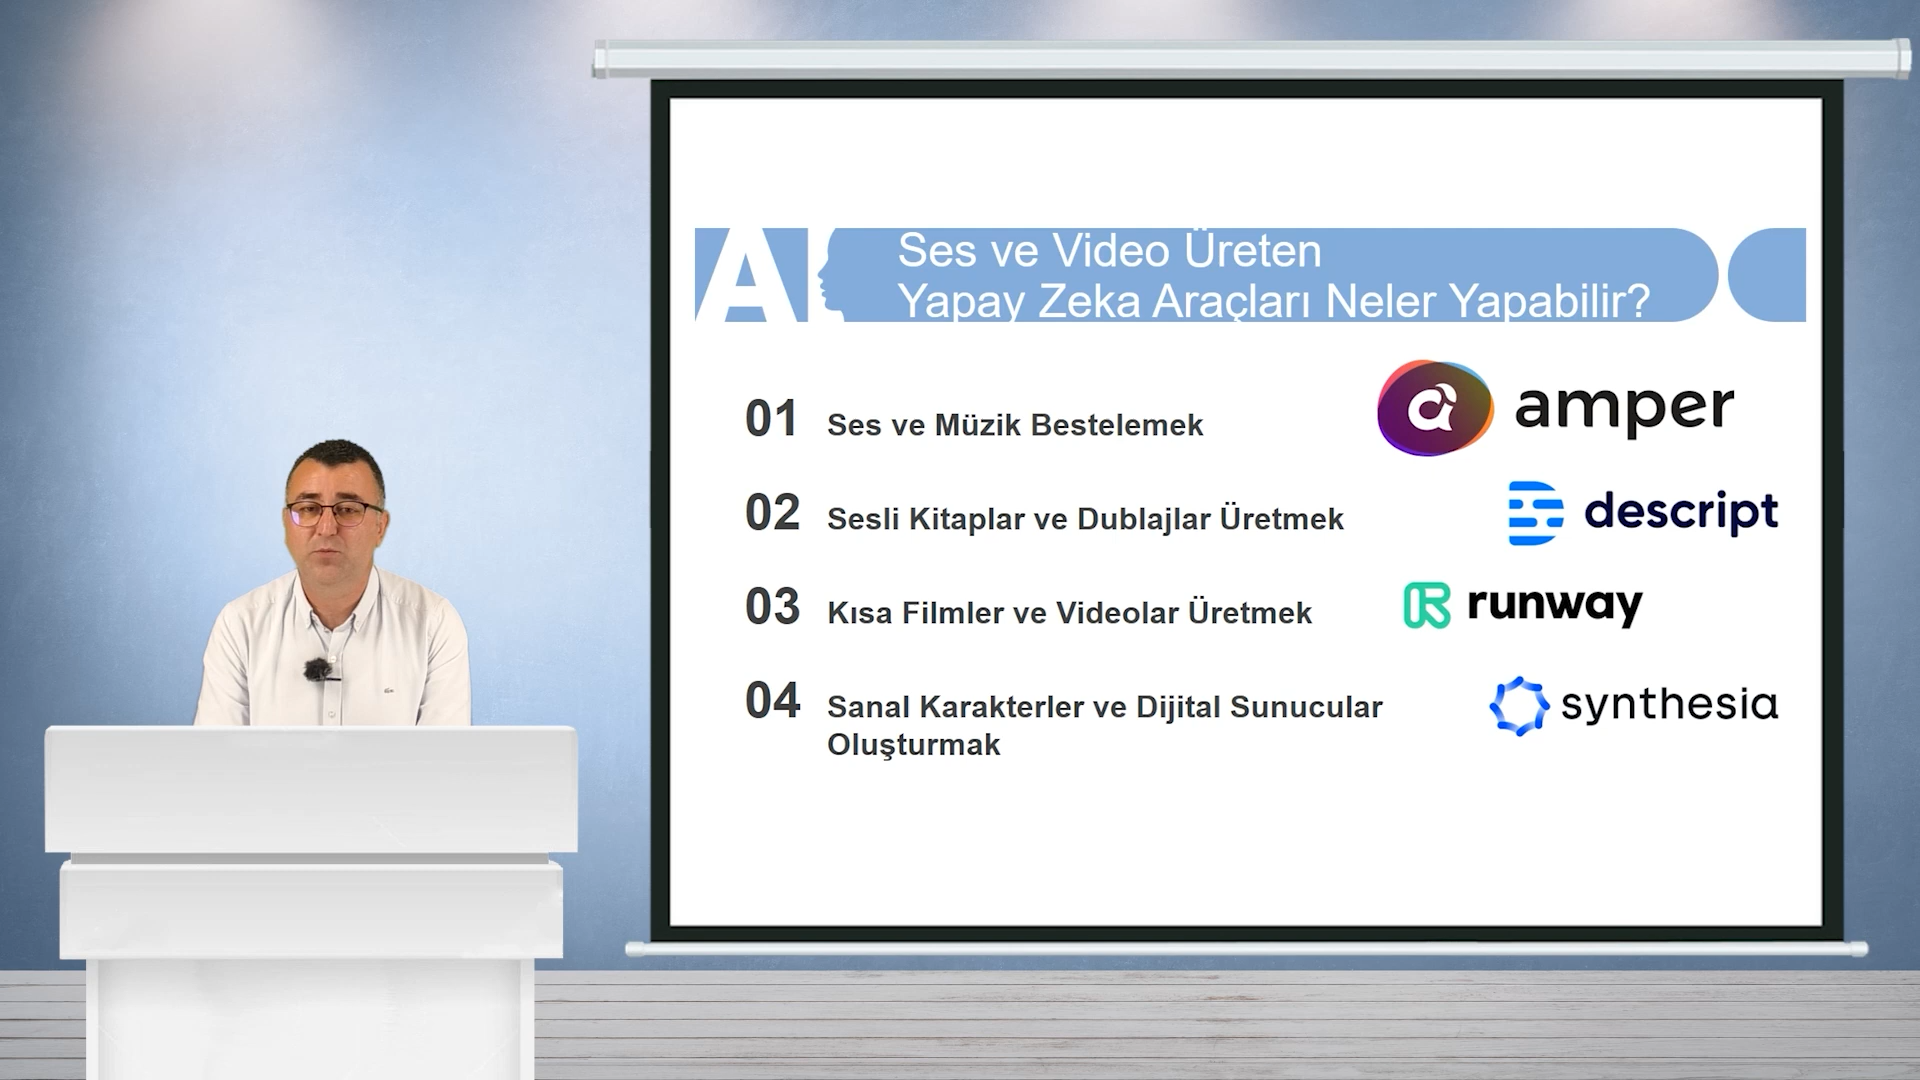 AI
Ses ve Video Üreten
Yapay Zeka Araçları Neler Yapabilir?
01 Ses ve Müzik Bestelemek
a amper
02 Sesli Kitaplar ve Dublajlar Üretmek
descript
03 Kısa Filmler ve Videolar Üretmek
runway
04 Sanal Karakterler ve Dijital Sunucular
Oluşturmak
synthesia